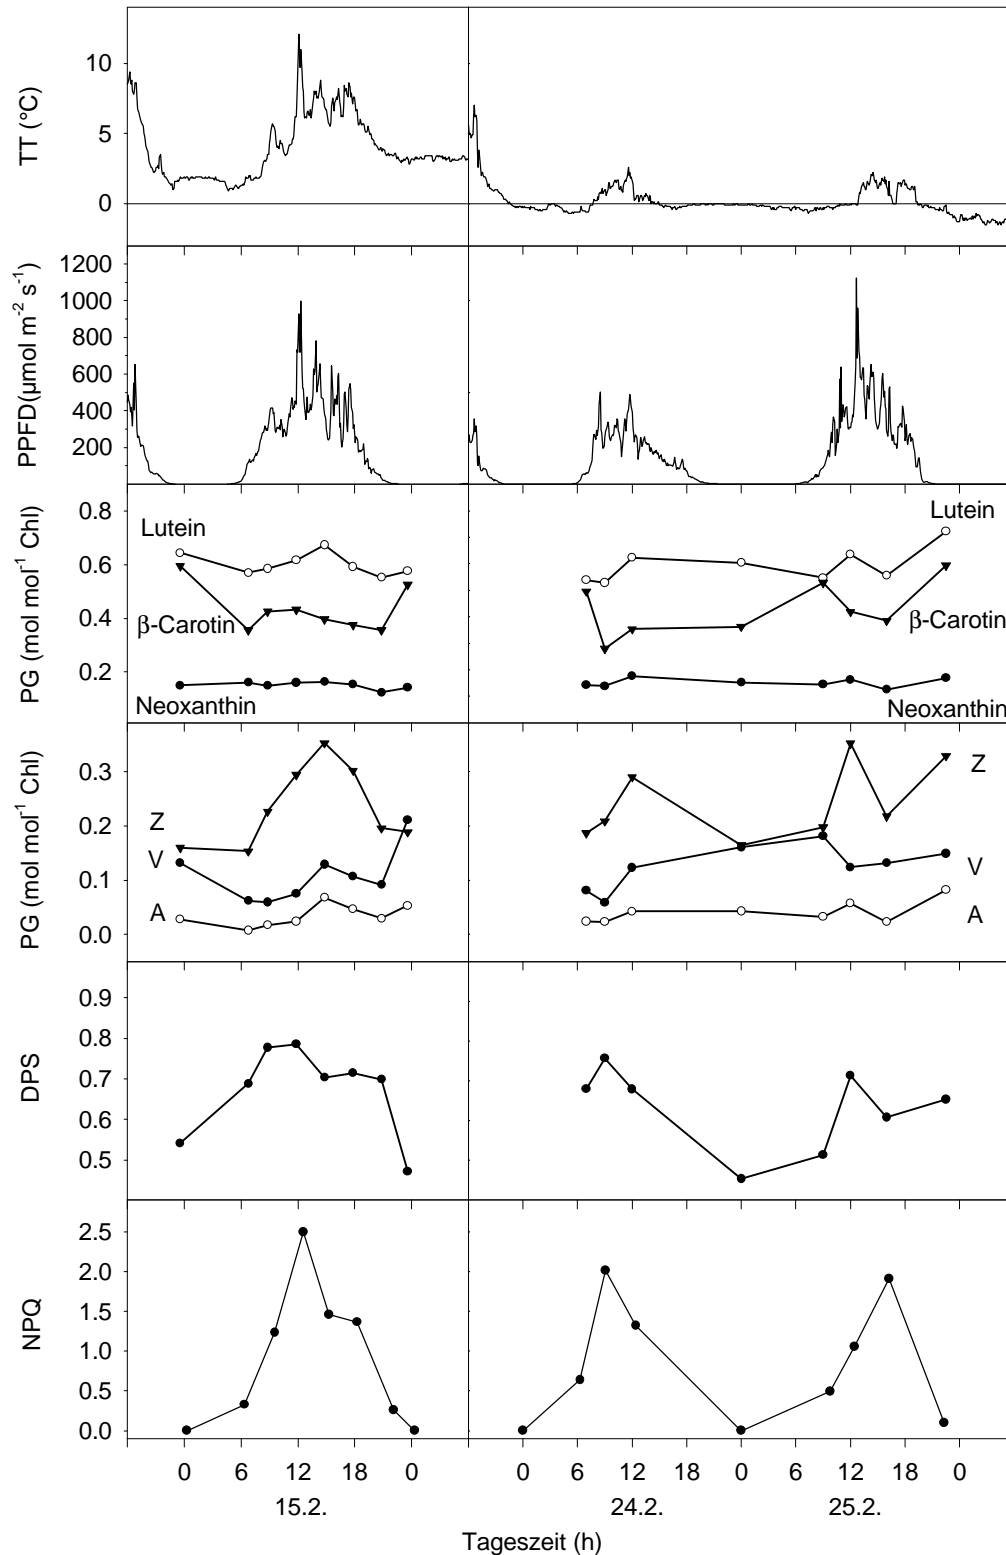 TT (°C)
10
5
0
PPFD(µmol m⁻² s⁻¹)
1200
1000
800
600
400
200
PG (mol mol⁻¹ Chl)
0.8
0.6
0.4
0.2
Lutein
β-Carotin
Neoxanthin
Lutein
β-Carotin
Neoxanthin
PG (mol mol⁻¹ Chl)
0.3
0.2
0.1
0.0
Z
V
A
Z
V
A
DPS
0.9
0.8
0.7
0.6
0.5
NPQ
2.5
2.0
1.5
1.0
0.5
0.0
0 6 12 18 0 0 6 12 18 0 6 12 18 0
15.2. 24.2. 25.2.
Tageszeit (h)